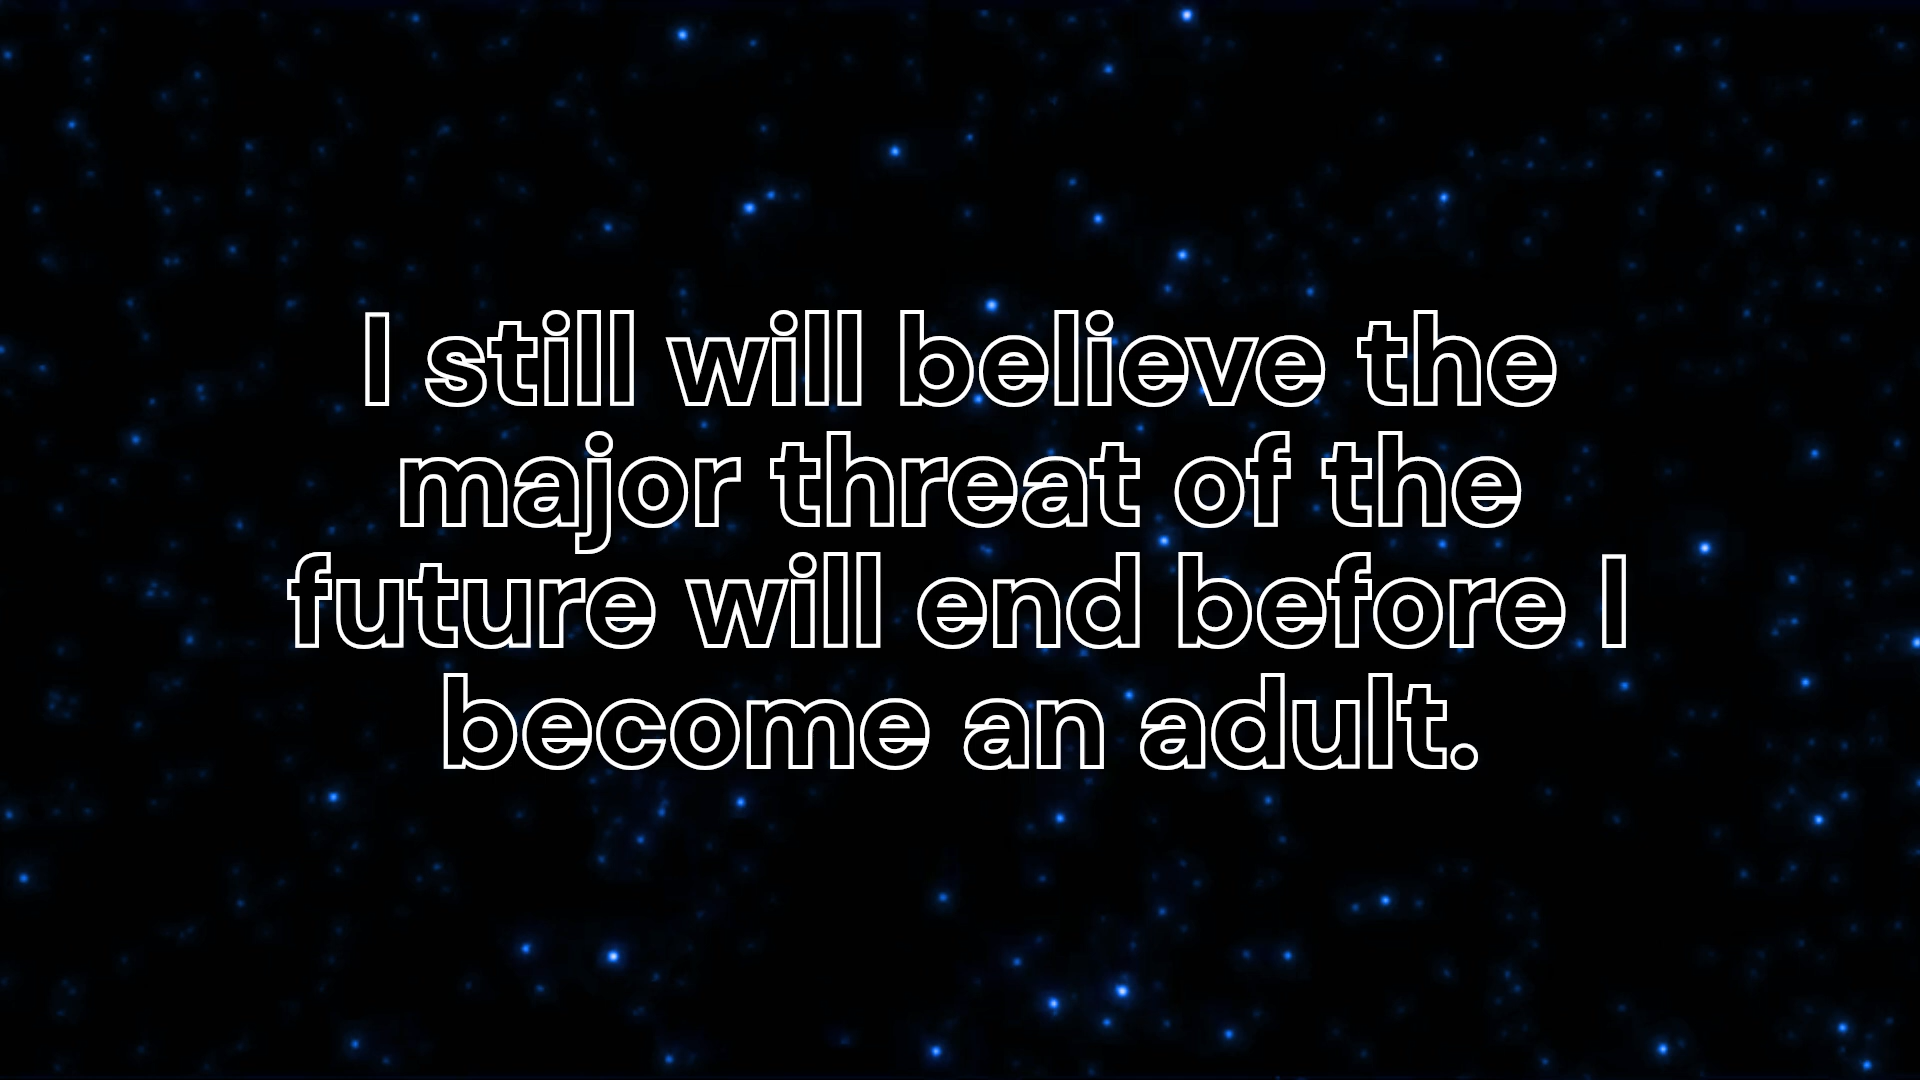 I still will believe the
major threat of the
future will end before I
become an adult.